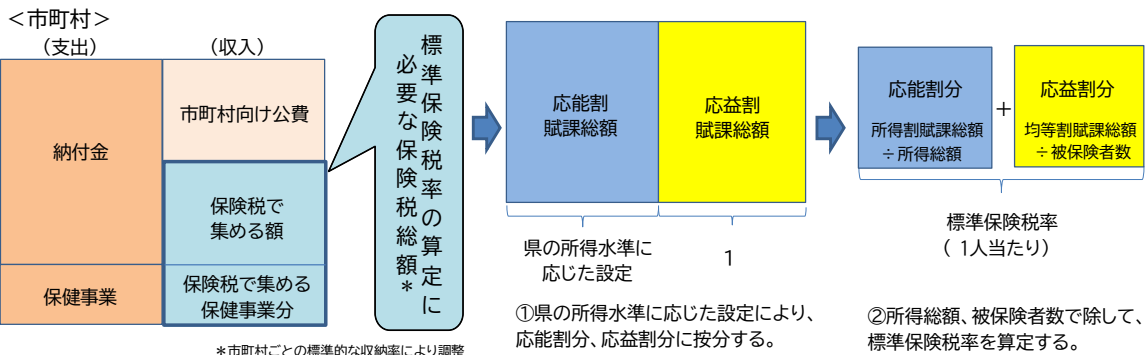 ＜市町村＞
（支出）
（収入）
納付金
保健事業
市町村向け公費
保険税で
集める額
保険税で集める
保健事業分
標準保険税率の算定に
必要な保険税総額＊
＊市町村ごとの標準的な収納率により調整
応能割
賦課総額
応益割
賦課総額
県の所得水準に
応じた設定
1
①県の所得水準に応じた設定により、
応能割分、応益割分に按分する。
応能割分
所得割賦課総額
÷所得総額
＋
応益割分
均等割賦課総額
÷被保険者数
標準保険税率
（ 1人当たり）
②所得総額、被保険者数で除して、
標準保険税率を算定する。